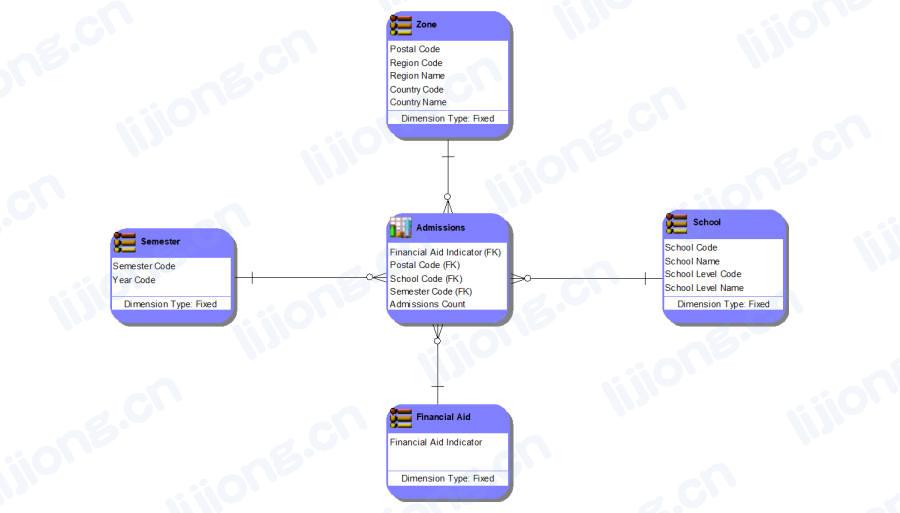 Zone
Postal Code
Region Code
Region Name
Country Code
Country Name
Dimension Type: Fixed
Semester
Semester Code
Year Code
Dimension Type: Fixed
Admissions
Financial Aid Indicator (FK)
Postal Code (FK)
School Code (FK)
Semester Code (FK)
Admissions Count
School
School Code
School Name
School Level Code
School Level Name
Dimension Type: Fixed
Financial Aid
Financial Aid Indicator
Dimension Type: Fixed
lijiong.cn